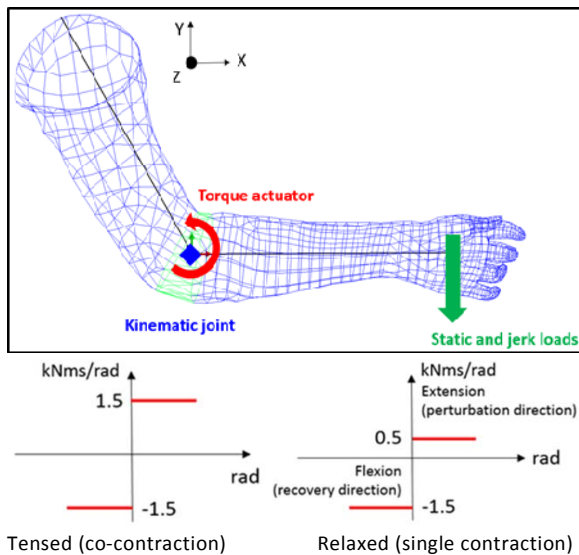 Y
X
Z
Torque actuator
Kinematic joint
Static and jerk loads
kNms/rad
1.5
rad
-1.5
Tensed (co-contraction)
kNms/rad
Extension
(perturbation direction)
0.5
rad
Flexion
(recovery direction)
-1.5
Relaxed (single contraction)